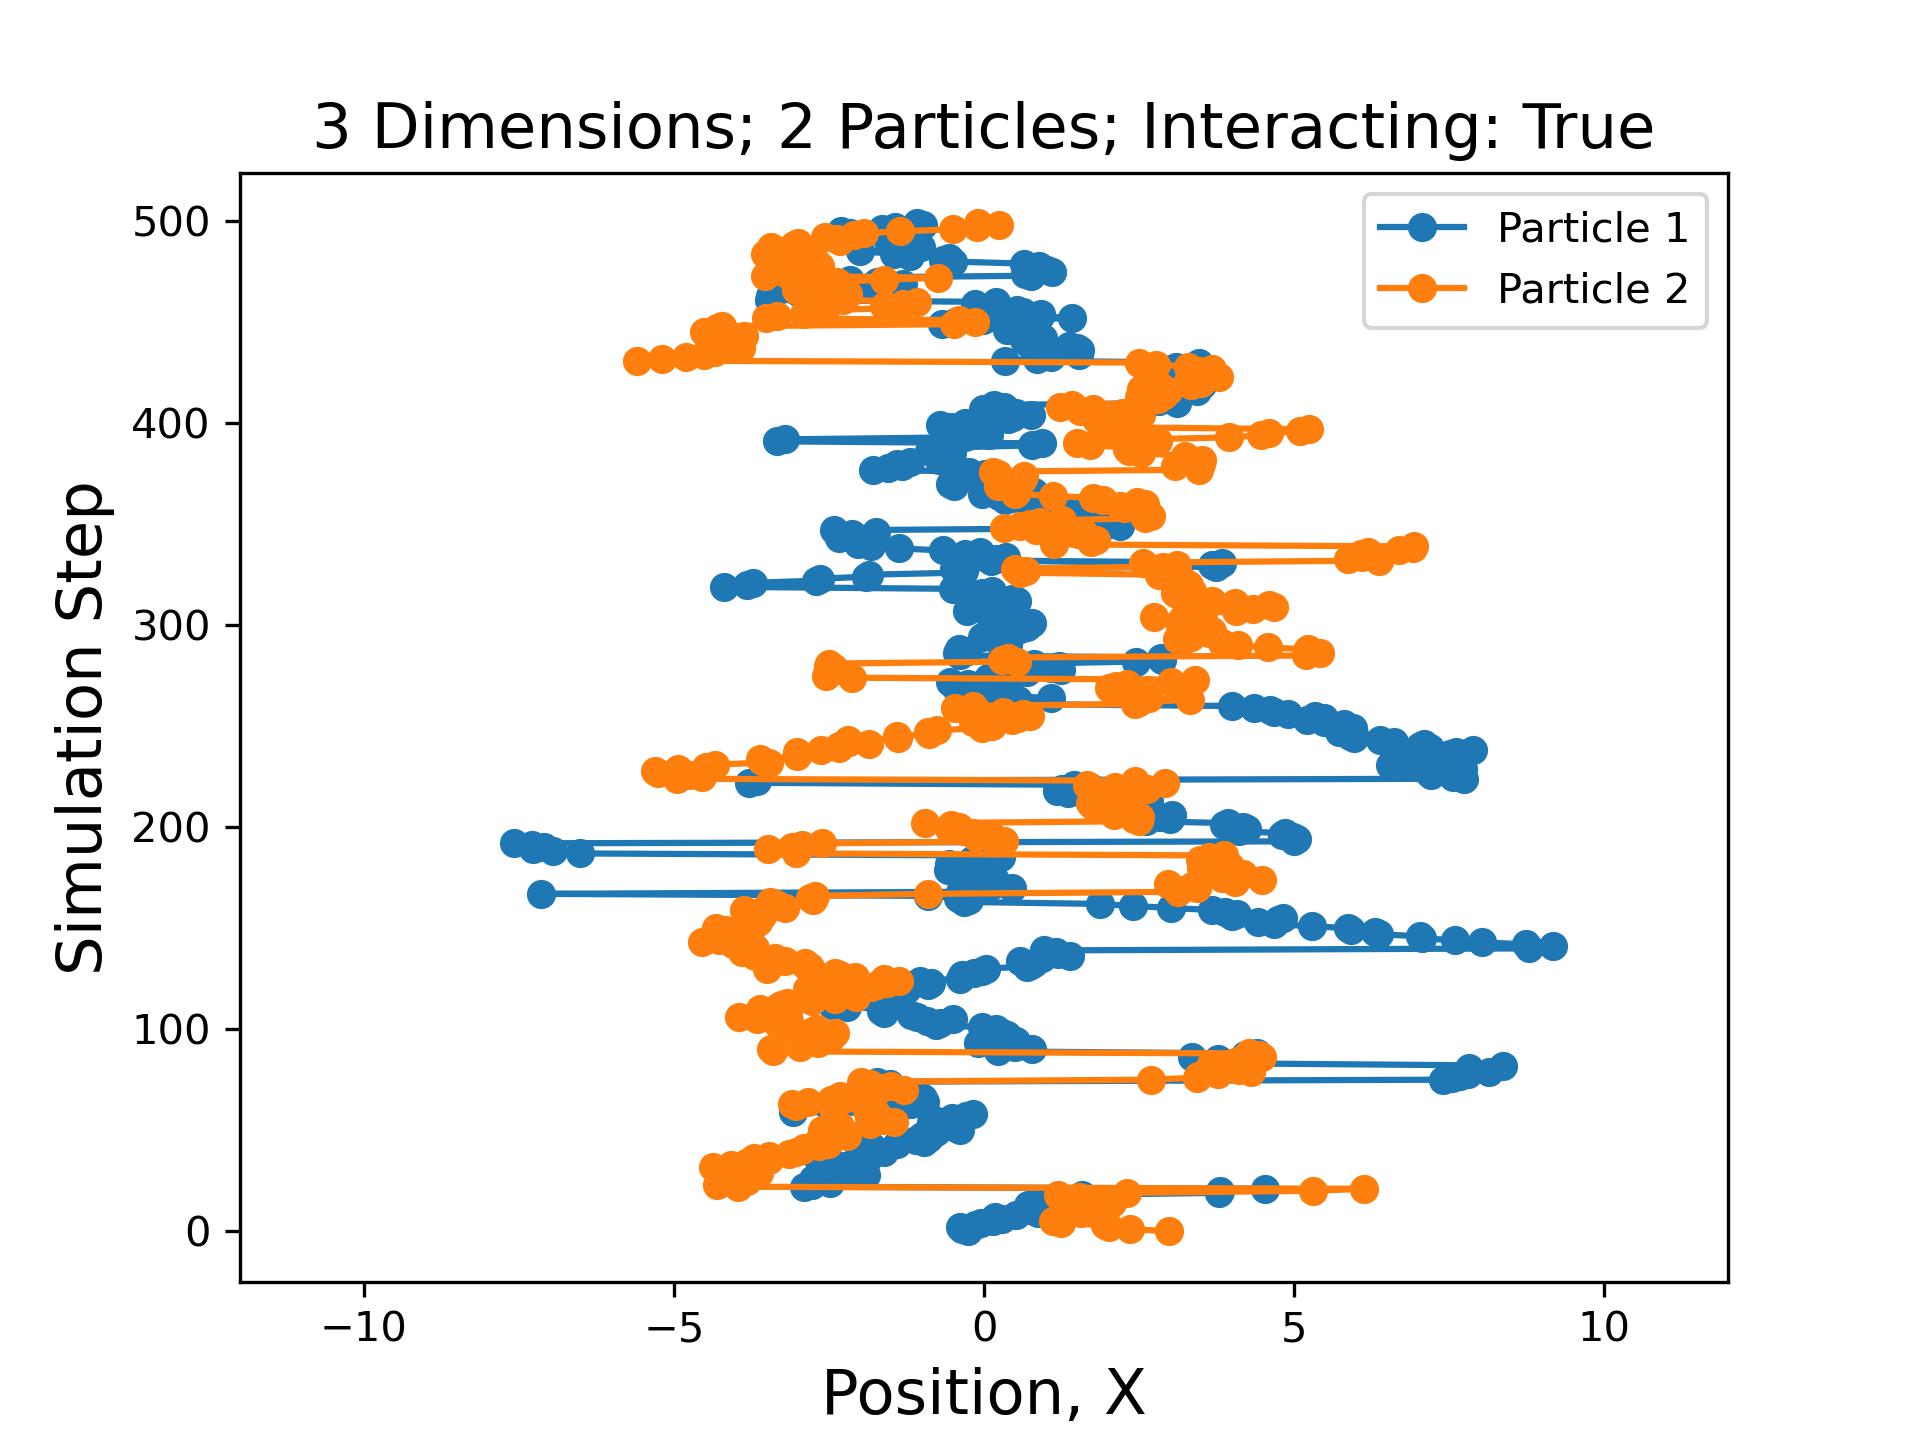 3 Dimensions; 2 Particles; Interacting: True
Particle 1
Particle 2
500
400
300
200
100
0
Simulation Step
−10
−5
0
5
10
Position, X